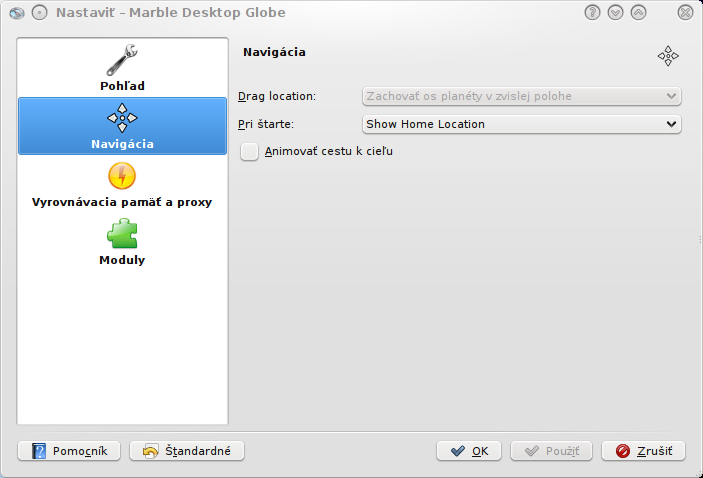 Nastaviť – Marble Desktop Globe
Pohľad
Navigácia
Vyrovnávacia pamäť a proxy
Moduly
Navigácia
Drag location: Zachovať os planéty v zvislej polohe
Pri štarte: Show Home Location
Animovať cestu k cieľu
Pomocník Štandardné OK Použiť Zrušiť